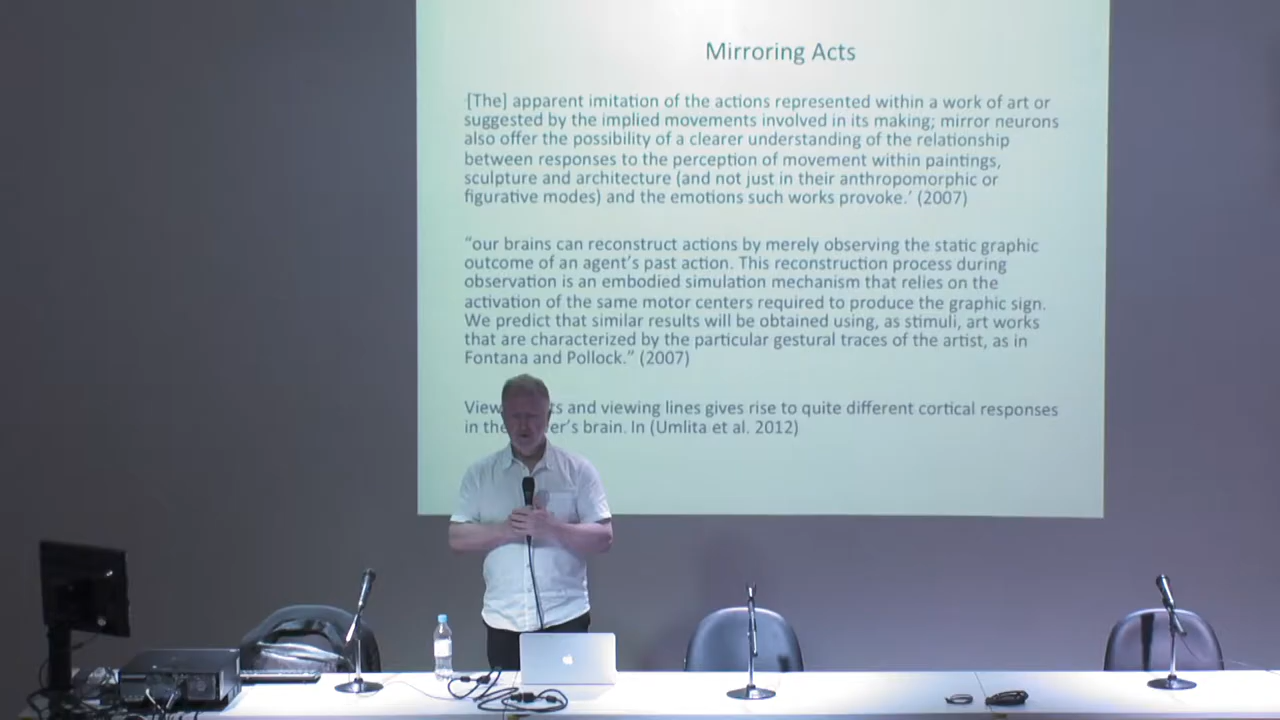 Mirroring Acts
'[The] apparent imitation of the actions represented within a work of art or
suggested by the implied movements involved in its making; mirror neurons
also offer the possibility of a clearer understanding of the relationship
between responses to the perception of movement within paintings,
sculpture and architecture (and not just in their anthropomorphic or
figurative modes) and the emotions such works provoke.' (2007)
“our brains can reconstruct actions by merely observing the static graphic
outcome of an agent's past action. This reconstruction process during
observation is an embodied simulation mechanism that relies on the
activation of the same motor centers required to produce the graphic sign.
We predict that similar results will be obtained using, as stimuli, art works
that are characterized by the particular gestural traces of the artist, as in
Fontana and Pollock.” (2007)
and viewing lines gives rise to quite different cortical responses
in brain. In (Umlita et al. 2012)